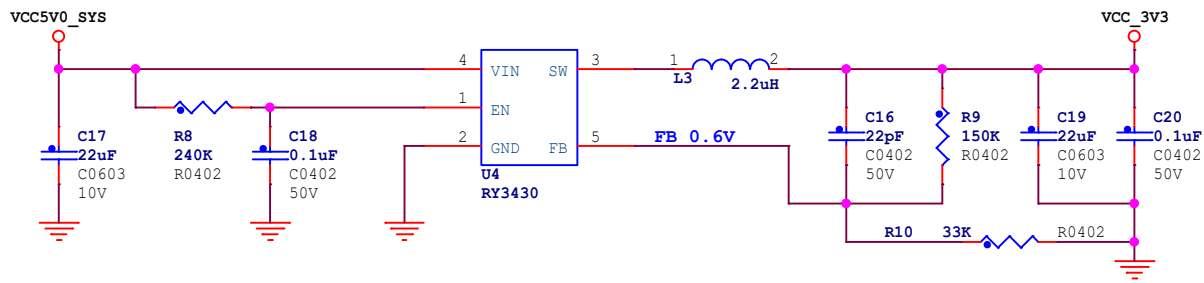 VCC5V0_SYS
VCC_3V3
4 VIN SW 3
1 L3 2
2.2uH
1 EN
2 GND FB 5
FB 0.6V
U4
RY3430
C17
22uF
C0603
10V
R8
240K
R0402
C18
0.1uF
C0402
50V
C16
22pF
C0402
50V
R9
150K
R0402
C19
22uF
C0603
10V
C20
0.1uF
C0402
50V
R10 33K R0402